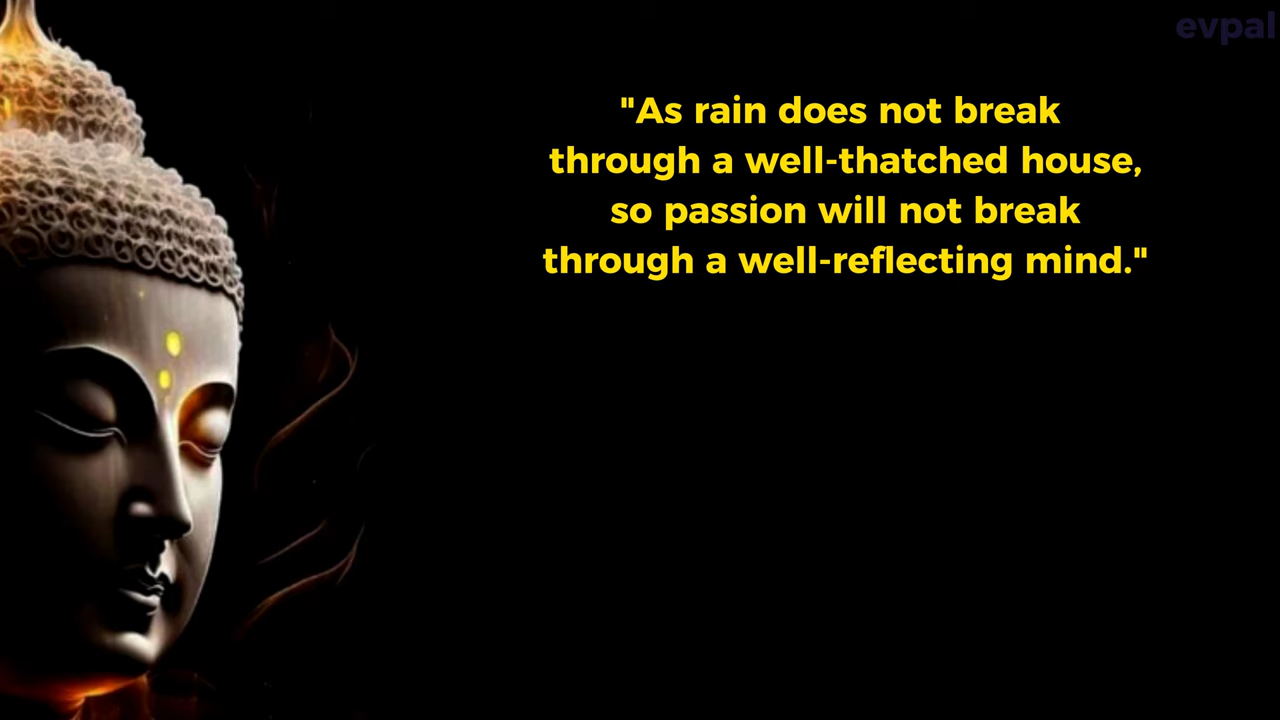 evpal
"As rain does not break
through a well-thatched house,
so passion will not break
through a well-reflecting mind."